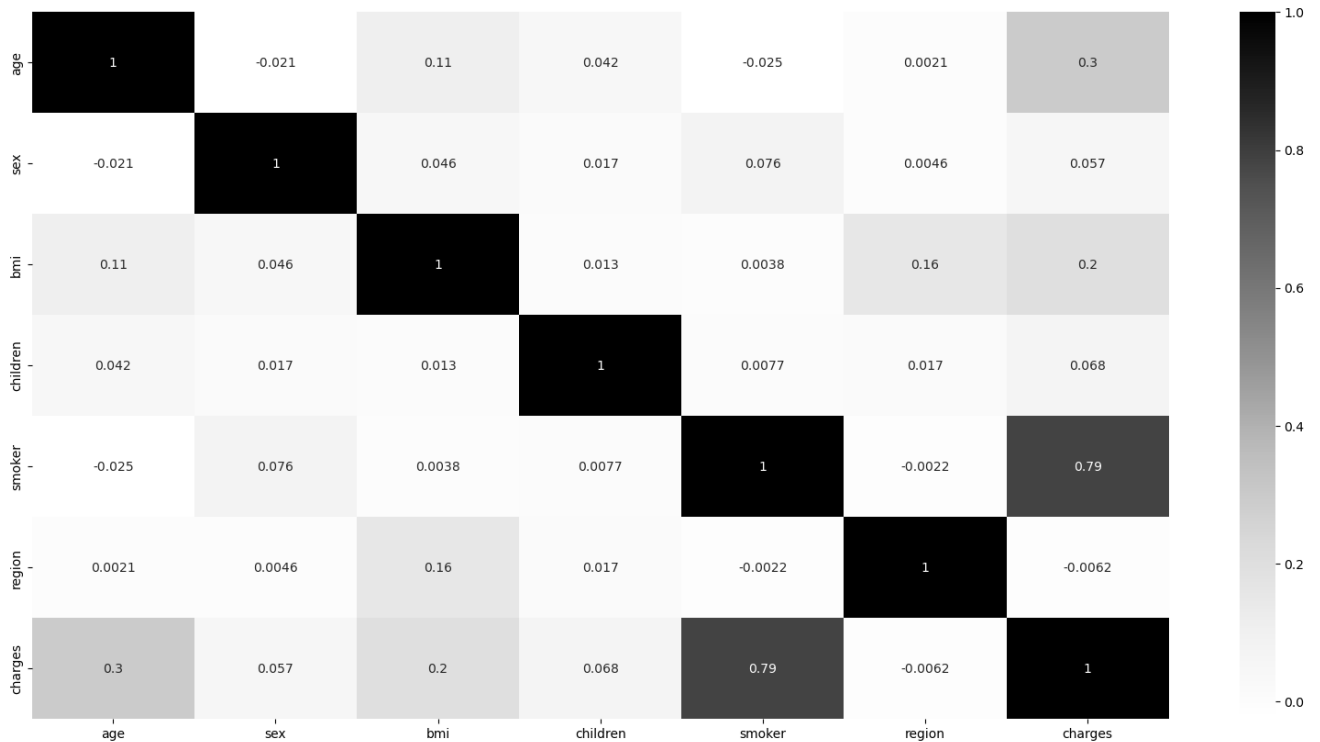 1.0
age 1 -0.021 0.11 0.042 -0.025 0.0021 0.3
sex -0.021 1 0.046 0.017 0.076 0.0046 0.057
0.8
bmi 0.11 0.046 1 0.013 0.0038 0.16 0.2
0.6
children 0.042 0.017 0.013 1 0.0077 0.017 0.068
0.4
smoker -0.025 0.076 0.0038 0.0077 1 -0.0022 0.79
region 0.0021 0.0046 0.16 0.017 -0.0022 1 -0.0062
0.2
charges 0.3 0.057 0.2 0.068 0.79 -0.0062 1
0.0
age sex bmi children smoker region charges